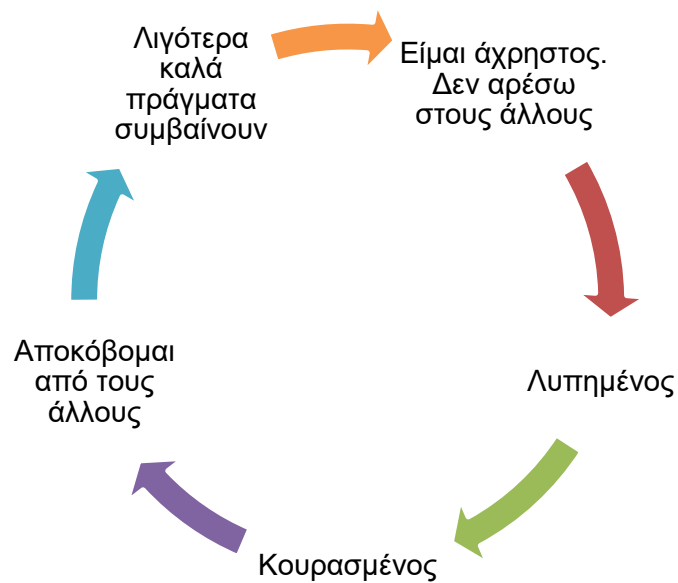 Λιγότερα
καλά
πράγματα
συμβαίνουν
Είμαι άχρηστος.
Δεν αρέσω
στους άλλους
Λυπημένος
Κουρασμένος
Αποκόβομαι
από τους
άλλους